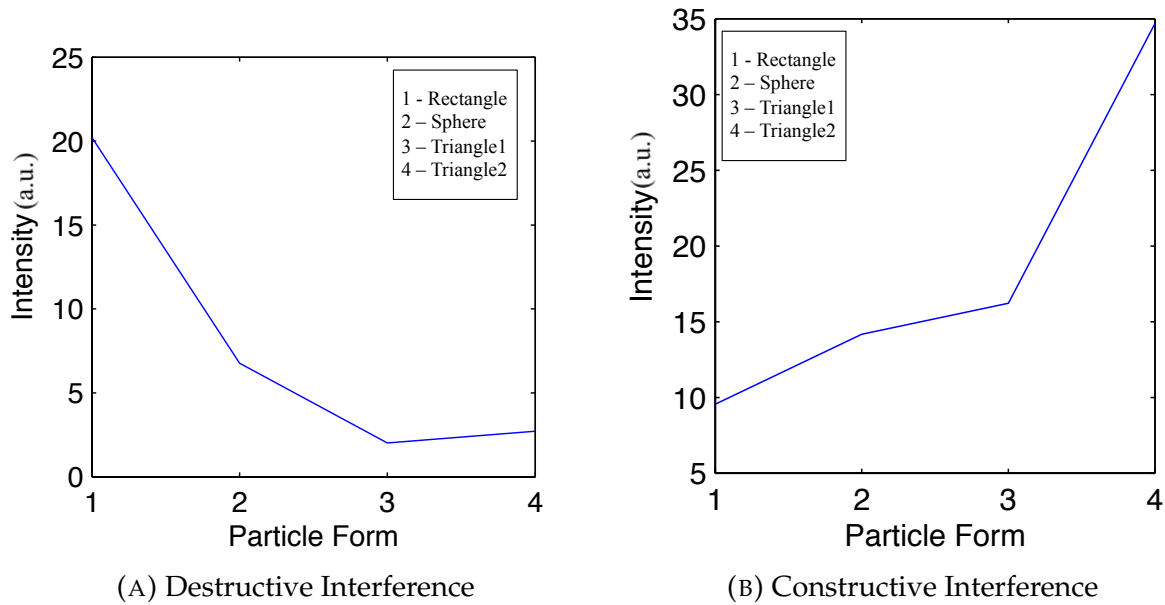 25
20
15
10
5
0
Intensity (a.u.)
1 - Rectangle
2 – Sphere
3 – Triangle1
4 – Triangle2
1 2 3 4
Particle Form
(A) Destructive Interference
35
30
25
20
15
10
5
Intensity(a.u.)
1 - Rectangle
2 – Sphere
3 – Triangle1
4 – Triangle2
1 2 3 4
Particle Form
(B) Constructive Interference